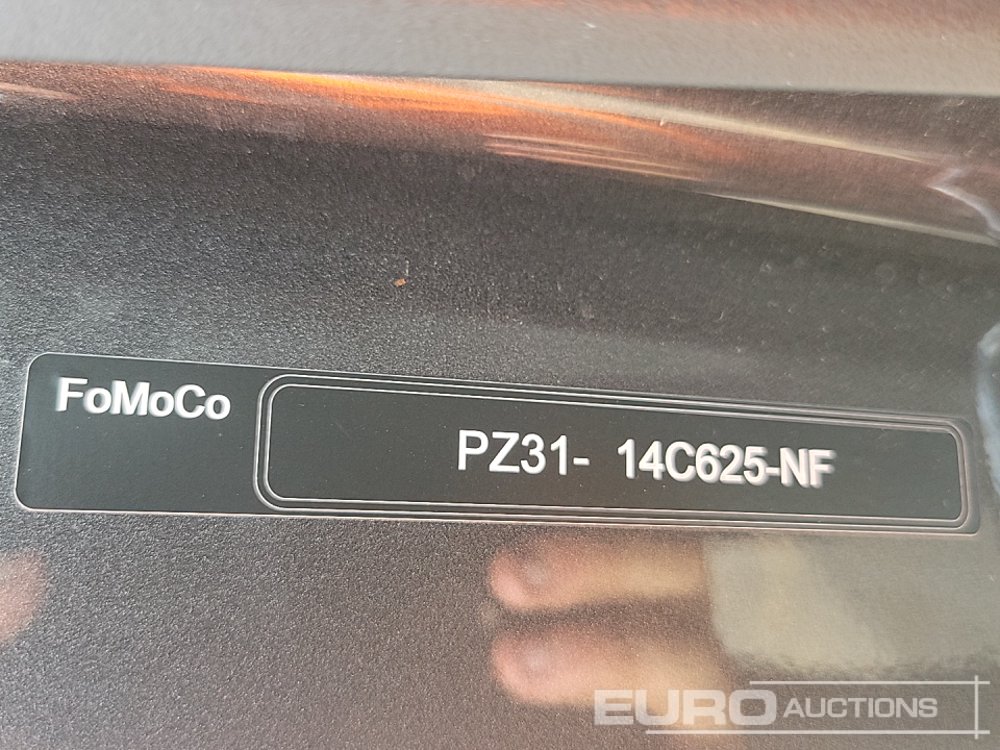 FoMoCo
PZ31- 14C625-NF
EURO AUCTIONS